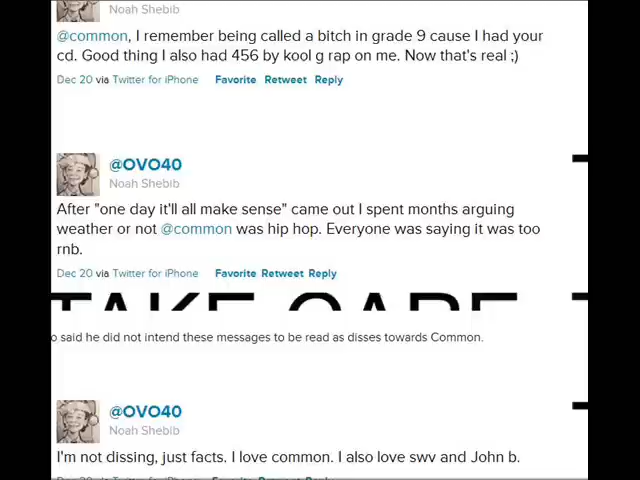 Noah Shebib
@common, I remember being called a bitch in grade 9 cause I had your
cd. Good thing I also had 456 by kool g rap on me. Now that's real ;)
Dec 20 via Twitter for iPhone Favorite Retweet Reply
@OVO40
Noah Shebib
After "one day it'll all make sense" came out I spent months arguing
weather or not @common was hip hop. Everyone was saying it was too
rnb.
Dec 20 via Twitter for iPhone Favorite Retweet Reply
TAKE CARE
o said he did not intend these messages to be read as disses towards Common.
@OVO40
Noah Shebib
I'm not dissing, just facts. I love common. I also love swv and John b.